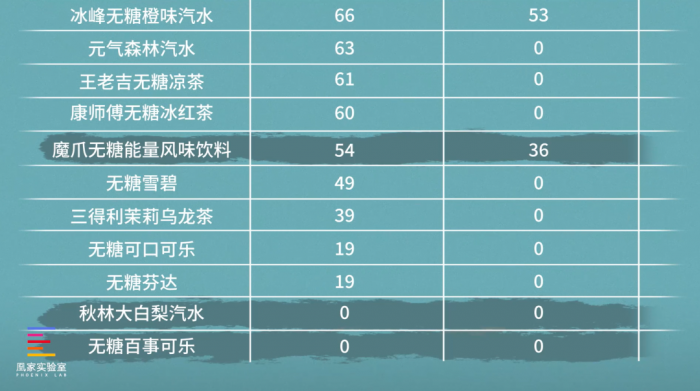 冰峰无糖橙味汽水 66 53
元气森林汽水 63 0
王老吉无糖凉茶 61 0
康师傅无糖冰红茶 60 0
魔爪无糖能量风味饮料 54 36
无糖雪碧 49 0
三得利茉莉乌龙茶 39 0
无糖可口可乐 19 0
无糖芬达 19 0
秋林大白梨汽水 0 0
无糖百事可乐 0 0
凰家实验室
PHOENIX LAB